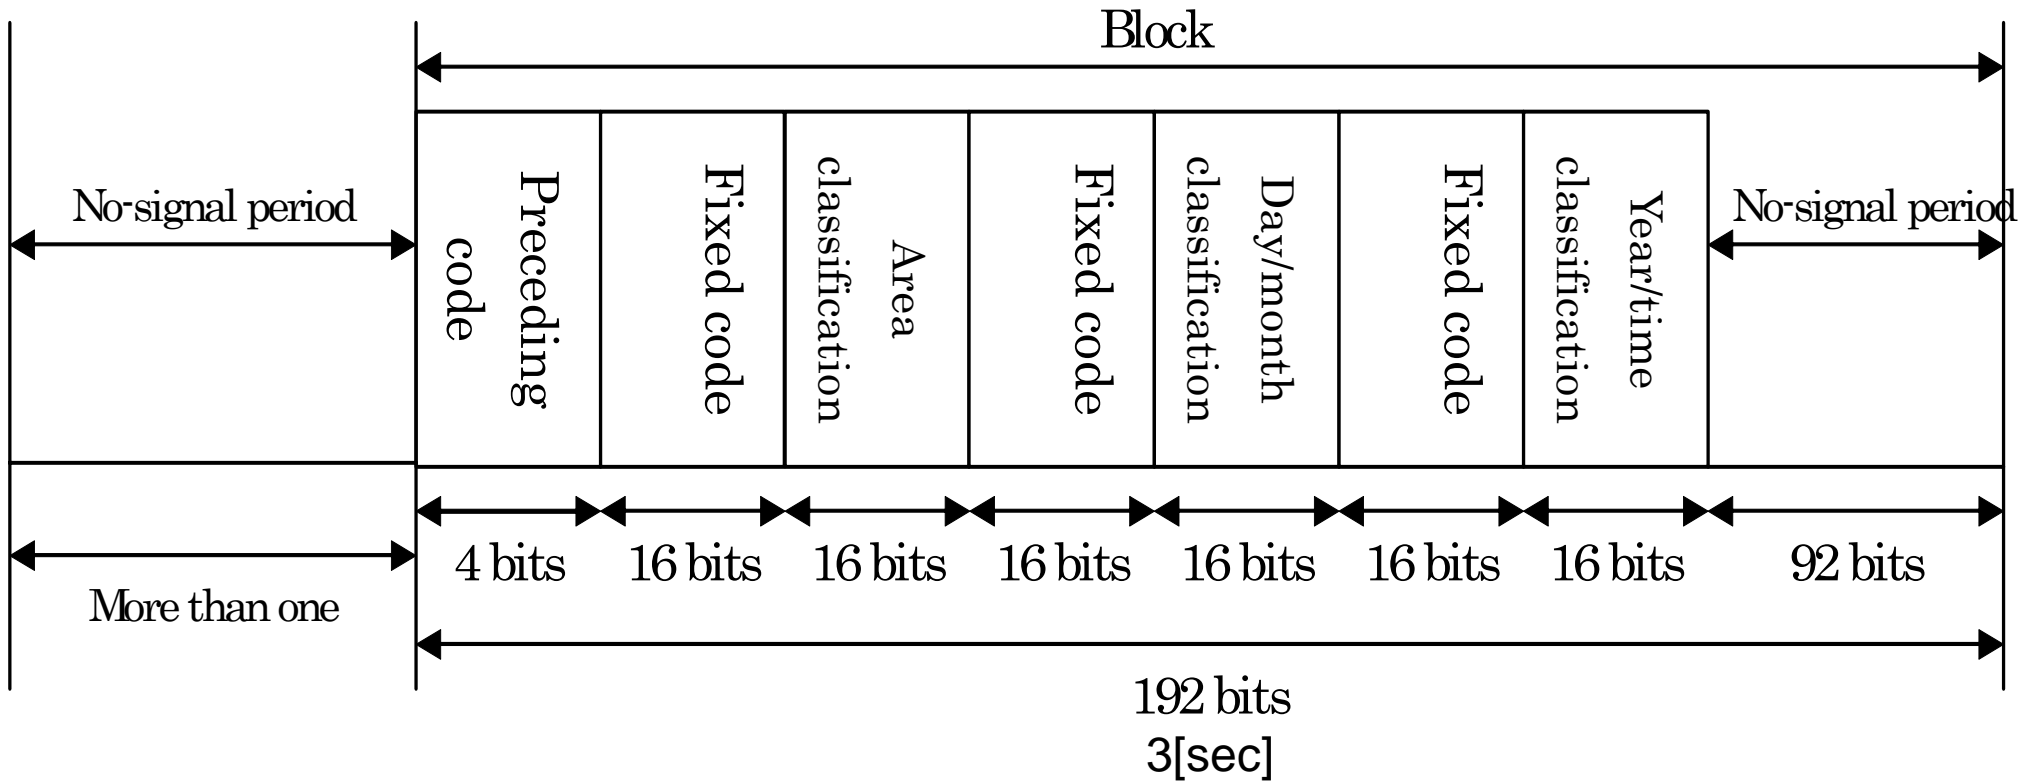 Block
No-signal period
Preceding
code
Fixed code
Area
classification
Fixed code
Day/month
classification
Fixed code
Year/time
classification
No-signal period
4 bits
16 bits
16 bits
16 bits
16 bits
16 bits
16 bits
92 bits
More than one
192 bits
3[sec]